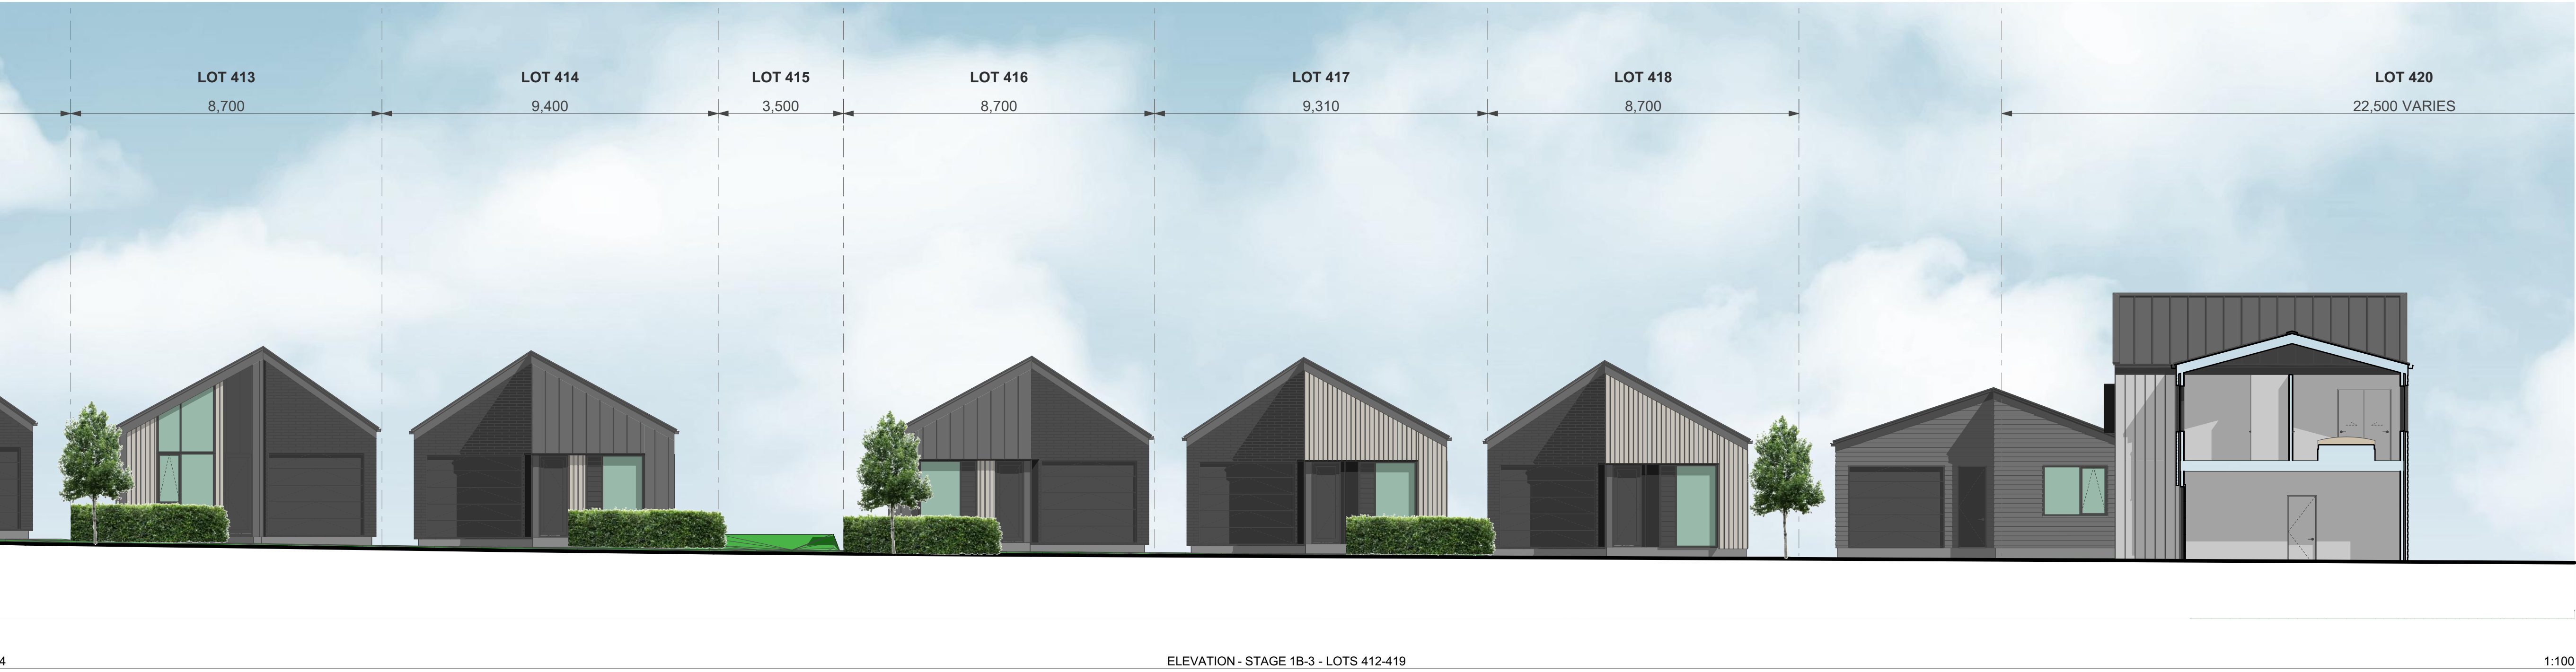 LOT 413
8,700
LOT 414
9,400
LOT 415
3,500
LOT 416
8,700
LOT 417
9,310
LOT 418
8,700
LOT 420
22,500 VARIES
4
ELEVATION - STAGE 1B-3 - LOTS 412-419
1:100